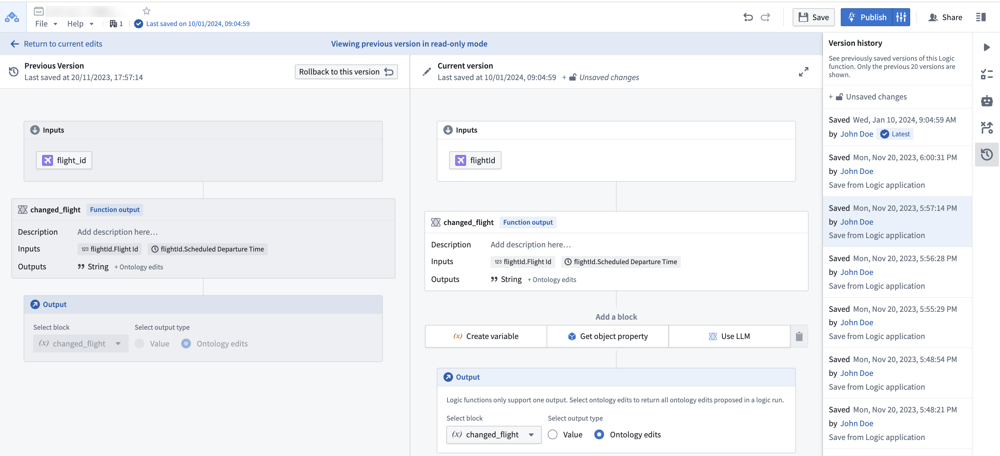 File Help 1 Last saved on 10/01/2024, 09:04:59
Save Publish Share
Return to current edits
Viewing previous version in read-only mode
Previous Version
Last saved at 20/11/2023, 17:57:14
Rollback to this version
Inputs
flight_id
changed_flight Function output
Description Add description here...
Inputs 123 flightId.Flight Id flightId.Scheduled Departure Time
Outputs String + Ontology edits
Output
Select block Select output type
(x) changed_flight Value Ontology edits
Current version
Last saved at 10/01/2024, 09:04:59 + Unsaved changes
Inputs
flightId
changed_flight Function output
Description Add description here...
Inputs 123 flightId.Flight Id flightId.Scheduled Departure Time
Outputs String + Ontology edits
Add a block
(x) Create variable Get object property Use LLM
Output
Logic functions only support one output. Select ontology edits to return all ontology edits proposed in a logic run.
Select block Select output type
(x) changed_flight Value Ontology edits
Version history
See previously saved versions of this Logic
function. Only the previous 20 versions are
shown.
+ Unsaved changes
Saved Wed, Jan 10, 2024, 9:04:59 AM
by John Doe Latest
Saved Mon, Nov 20, 2023, 6:00:31 PM
by John Doe
Save from Logic application
Saved Mon, Nov 20, 2023, 5:57:14 PM
by John Doe
Save from Logic application
Saved Mon, Nov 20, 2023, 5:56:28 PM
by John Doe
Save from Logic application
Saved Mon, Nov 20, 2023, 5:55:29 PM
by John Doe
Save from Logic application
Saved Mon, Nov 20, 2023, 5:48:54 PM
by John Doe
Save from Logic application
Saved Mon, Nov 20, 2023, 5:48:21 PM
by John Doe
Save from Logic application